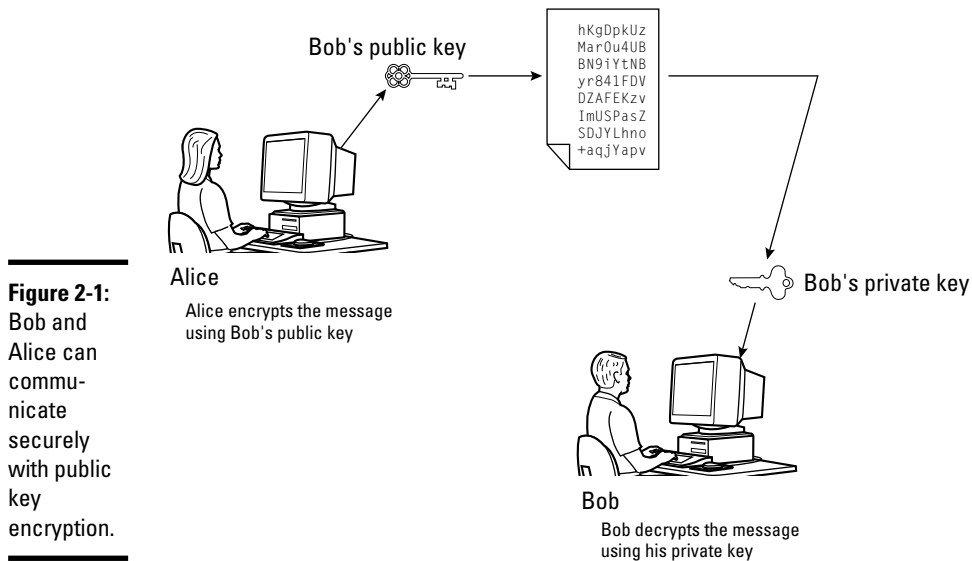 Bob's public key
hKgDpkUz
MarOu4UB
BN9iYtNB
yr841FDV
DZAFEKzv
ImUSPasZ
SDJYLhno
+aqjYapv
Alice
Alice encrypts the message
using Bob's public key
Bob's private key
Bob
Bob decrypts the message
using his private key
Figure 2-1:
Bob and
Alice can
commu-
nicate
securely
with public
key
encryption.